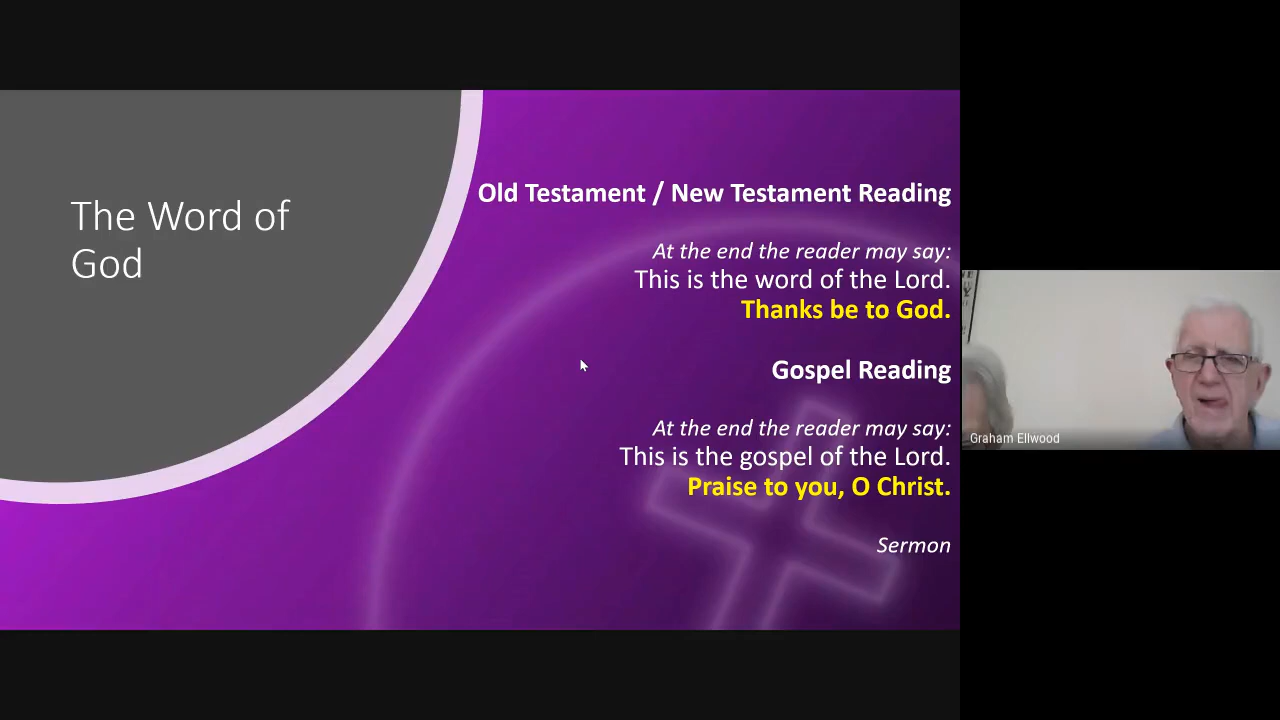 The Word of
God
Old Testament / New Testament Reading
At the end the reader may say:
This is the word of the Lord.
Thanks be to God.
Gospel Reading
At the end the reader may say:
This is the gospel of the Lord.
Praise to you, O Christ.
Sermon
Graham Ellwood